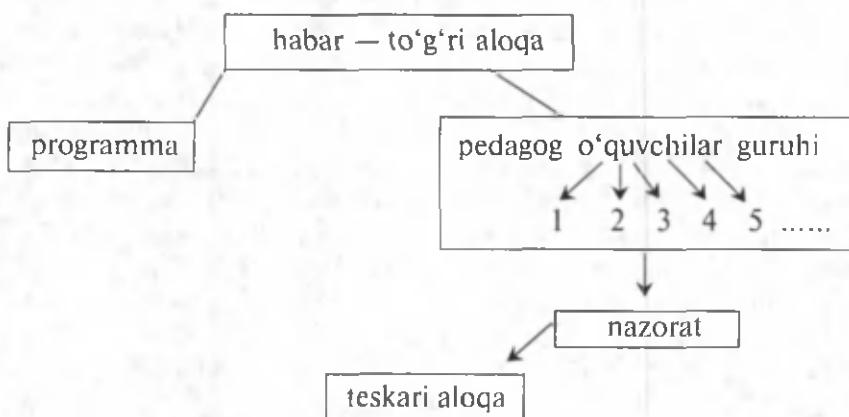 habar — to‘g‘ri aloqa
programma
pedagog o‘quvchilar guruhi
1 2 3 4 5 ......
nazorat
teskari aloqa